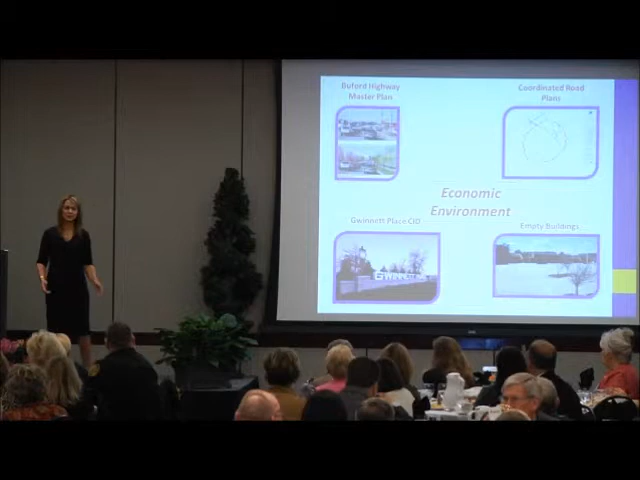 Buford Highway
Master Plan
Coordinated Road
Plans
Economic
Environment
Gwinnett Place CID
Empty Buildings